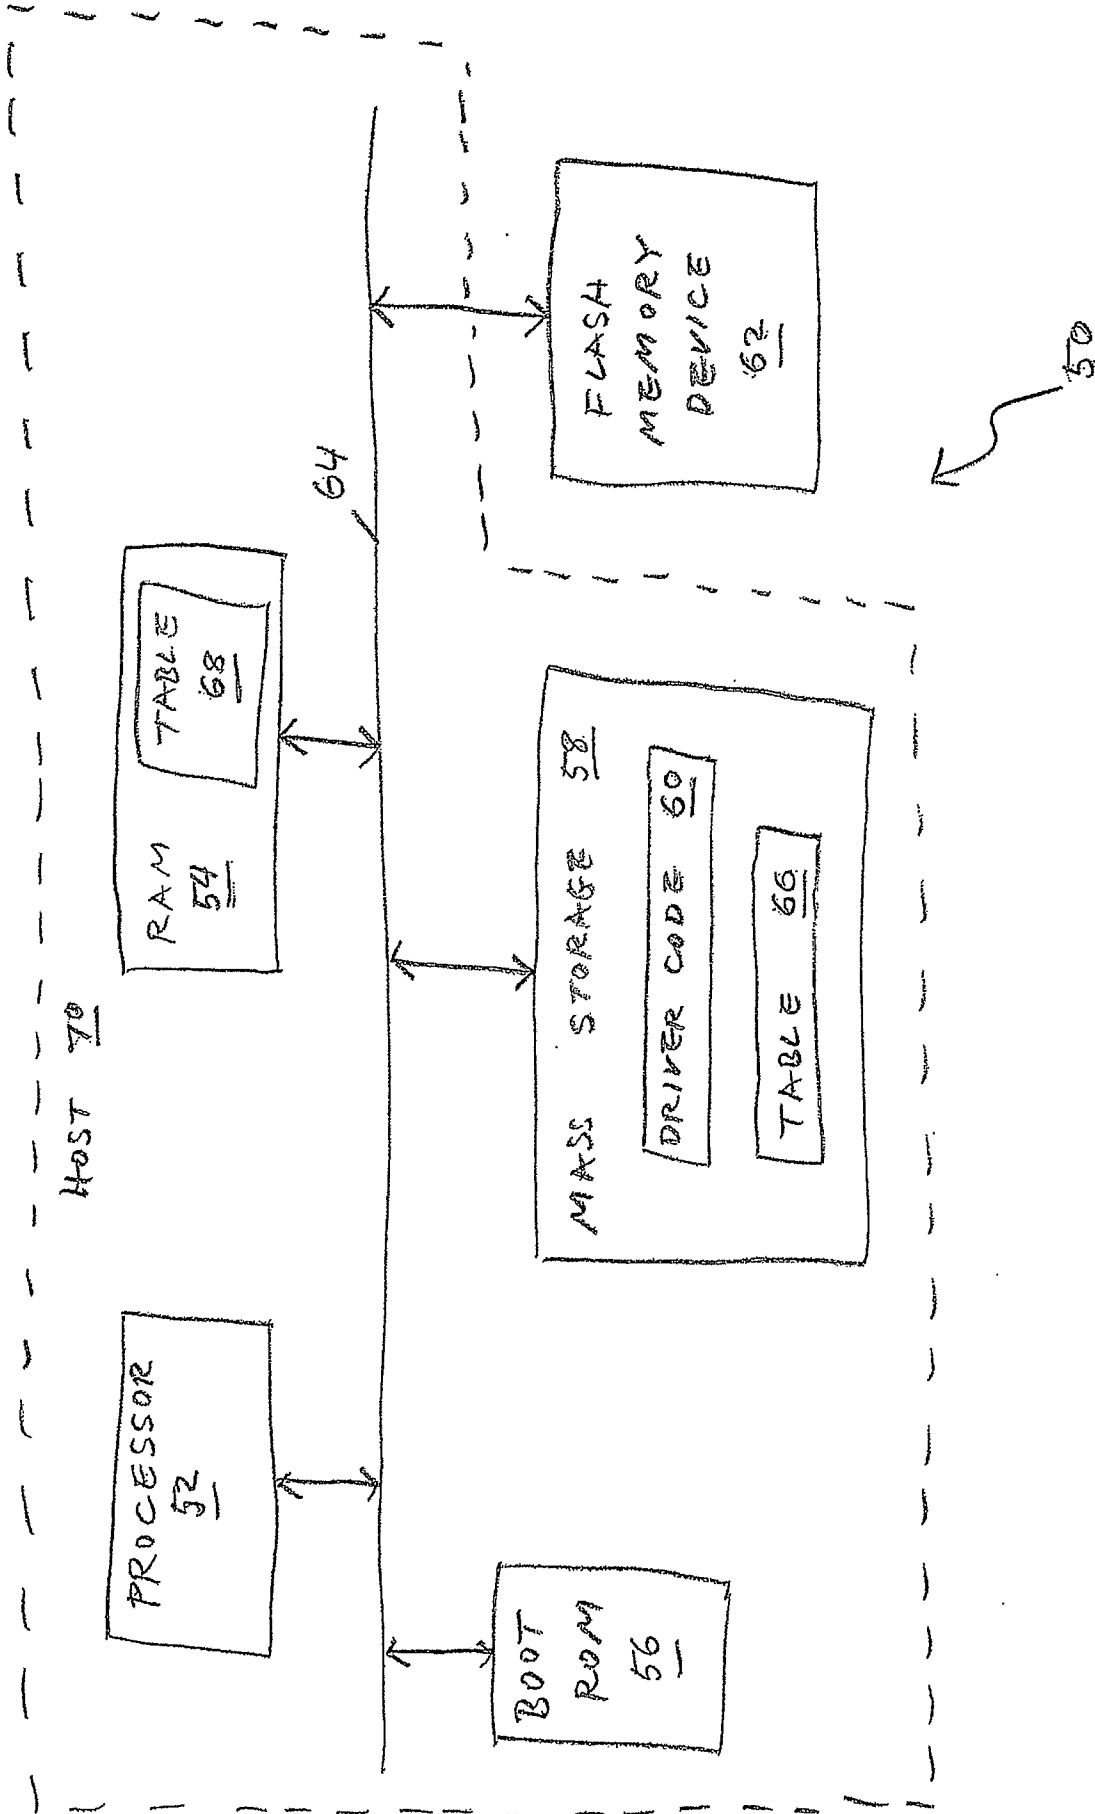 HOST 70
PROCESSOR
52
RAM
54
TABLE
68
64
BOOT
ROM
56
MASS STORAGE 58
DRIVER CODE 60
TABLE 66
FLASH
MEMORY
DEVICE
62
50